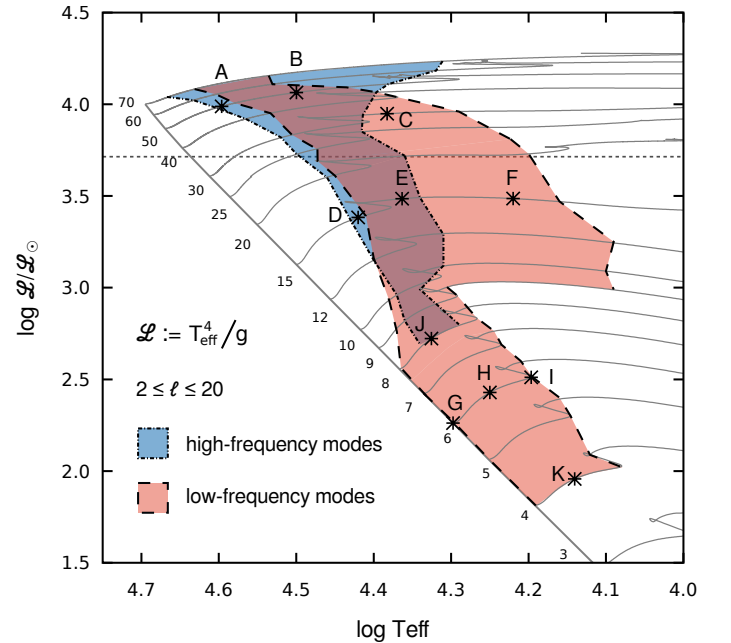 4.5
4.0
3.5
3.0
2.5
2.0
1.5
log ℒ/ℒ☉
A
B
C
D
E
F
G
H
I
J
K
70
60
50
40
30
25
20
15
12
10
9
8
7
6
5
4
3
ℒ := T⁴eff/g
2 ≤ ℓ ≤ 20
high-frequency modes
low-frequency modes
4.7 4.6 4.5 4.4 4.3 4.2 4.1 4.0
log Teff